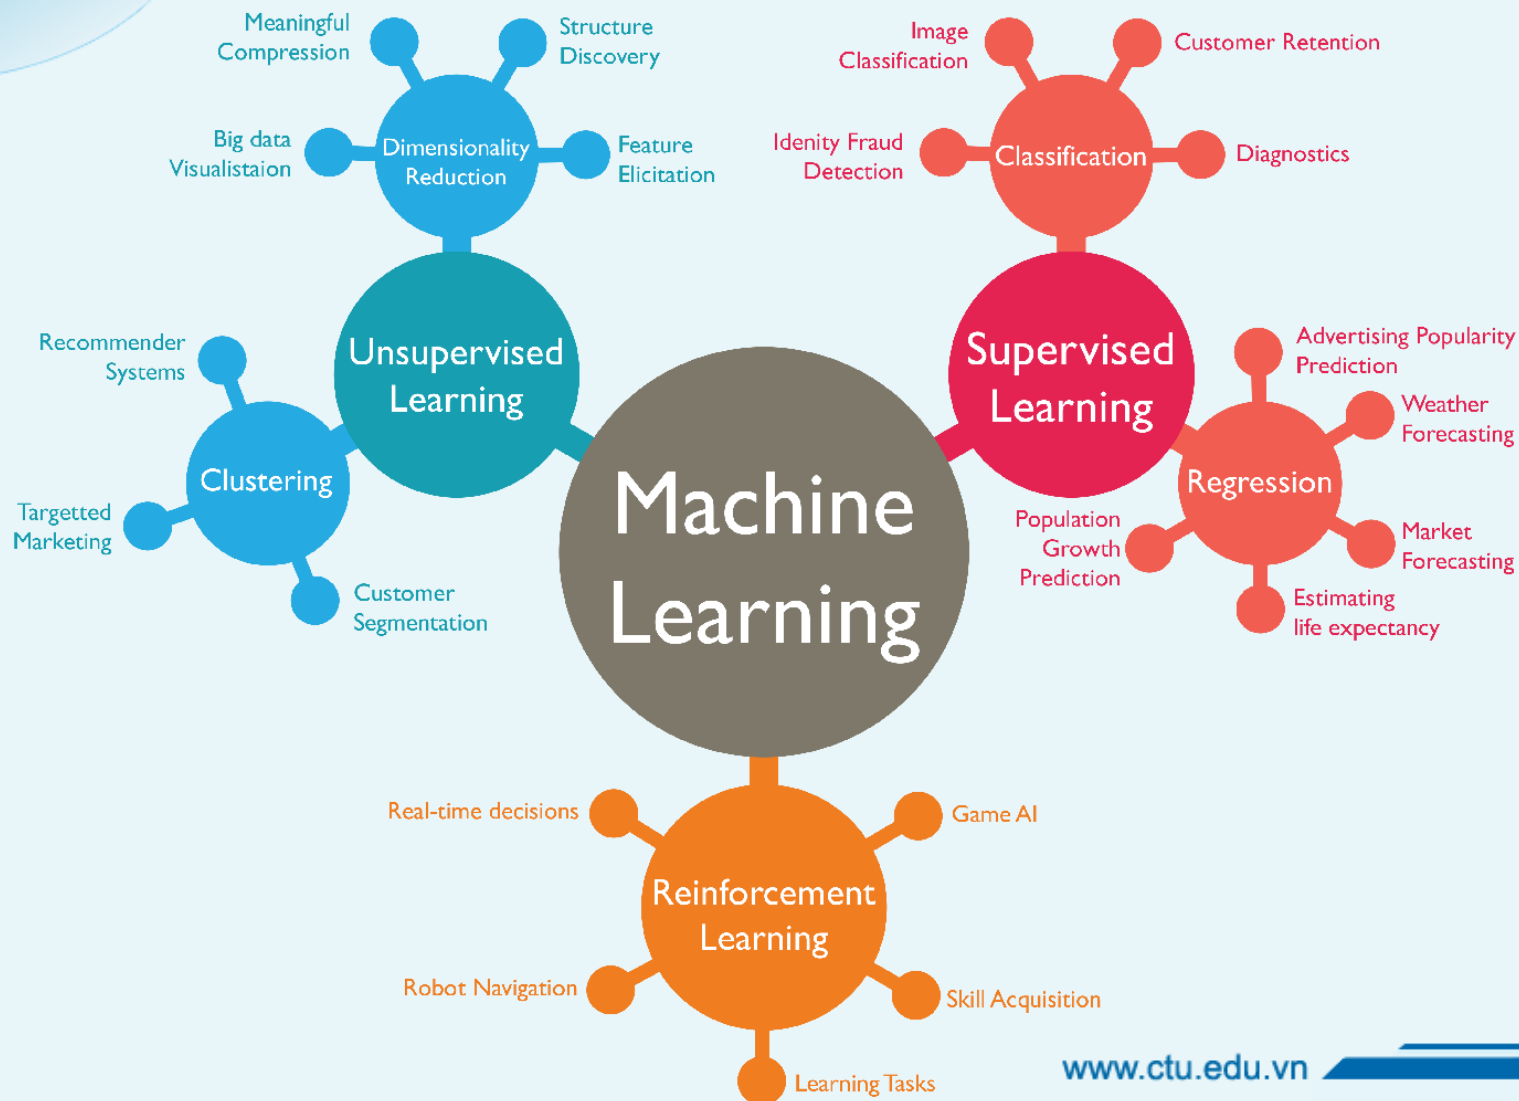 Meaningful
Compression
Structure
Discovery
Big data
Visualistaion
Dimensionality
Reduction
Feature
Elicitation
Image
Classification
Customer Retention
Idenity Fraud
Detection
Classification
Diagnostics
Recommender
Systems
Unsupervised
Learning
Clustering
Targetted
Marketing
Customer
Segmentation
Machine
Learning
Supervised
Learning
Advertising Popularity
Prediction
Weather
Forecasting
Regression
Population
Growth
Prediction
Market
Forecasting
Estimating
life expectancy
Real-time decisions
Game AI
Reinforcement
Learning
Robot Navigation
Skill Acquisition
Learning Tasks
www.ctu.edu.vn